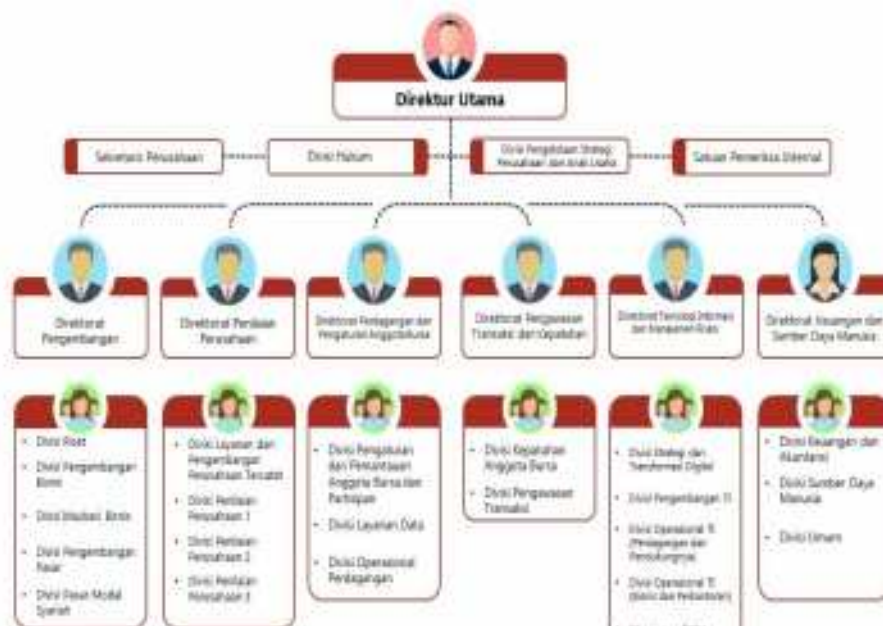 Direktur Utama
Sekretaris Perusahaan
Divisi Hukum
Divisi Pengelolaan Strategi
Perusahaan dan Anak Usaha
Satuan Pemeriksa Internal
Direktorat
Pengembangan
Direktorat Penilaian
Perusahaan
Direktorat Perdagangan dan
Pengaturan Anggota Bursa
Direktorat Pengawasan
Transaksi dan Kepatuhan
Direktorat Teknologi Informasi
dan Manajemen Risiko
Direktorat Keuangan dan
Sumber Daya Manusia
• Divisi Riset
• Divisi Pengembangan
Bisnis
• Divisi Inkubasi Bisnis
• Divisi Pengembangan
Pasar
• Divisi Pasar Modal
Syariah
• Divisi Layanan dan
Pengembangan
Perusahaan Tercatat
• Divisi Penilaian
Perusahaan 1
• Divisi Penilaian
Perusahaan 2
• Divisi Penilaian
Perusahaan 3
• Divisi Pengaturan
dan Pemantauan
Anggota Bursa dan
Partisipan
• Divisi Layanan Data
• Divisi Operasional
Perdagangan
• Divisi Kepatuhan
Anggota Bursa
• Divisi Pengawasan
Transaksi
• Divisi Strategi dan
Transformasi Digital
• Divisi Pengembangan TI
• Divisi Operasional TI
(Perdagangan dan
Pendukungnya)
• Divisi Operasional TI
(Bisnis dan Perkantoran)
• Divisi Keuangan dan
Akuntansi
• Divisi Sumber Daya
Manusia
• Divisi Umum